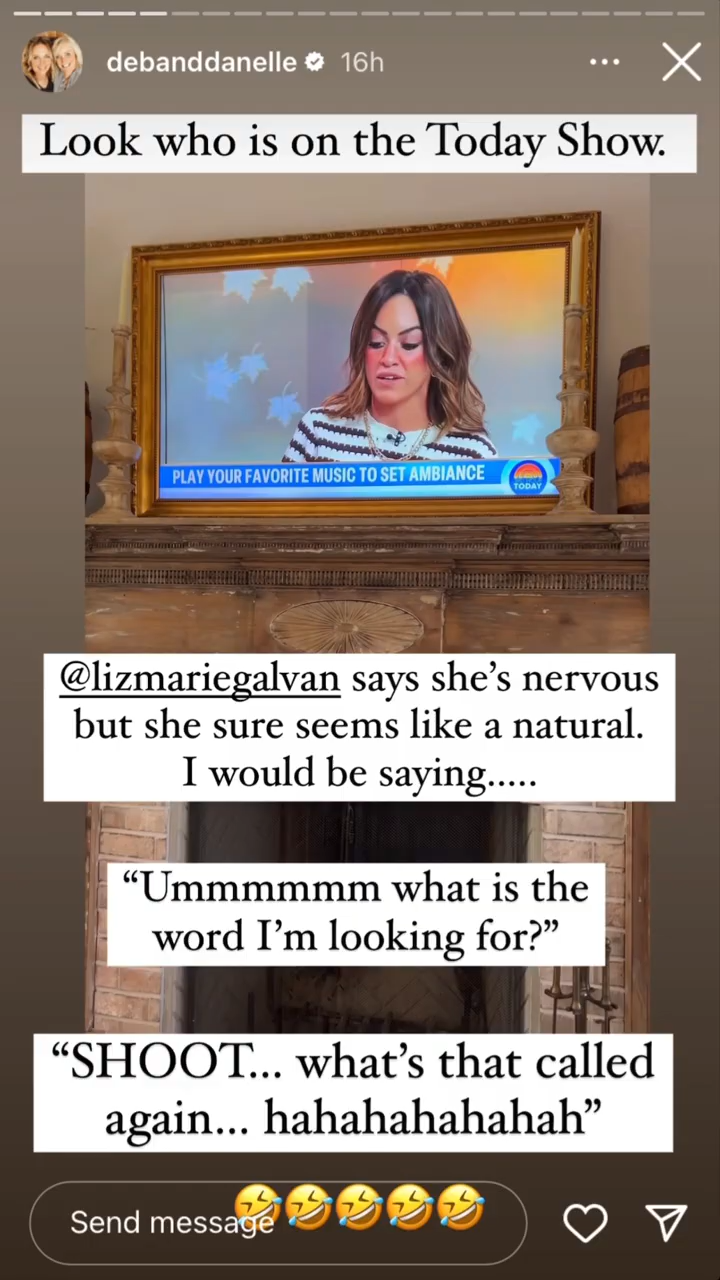 debanddanelle 16h
Look who is on the Today Show.
PLAY YOUR FAVORITE MUSIC TO SET AMBIANCE
TODAY
@lizmariegalvan says she’s nervous
but she sure seems like a natural.
I would be saying.....
“Ummmmmm what is the
word I’m looking for?”
“SHOOT... what’s that called
again... hahahahahahah”
🤣🤣🤣🤣🤣
Send message